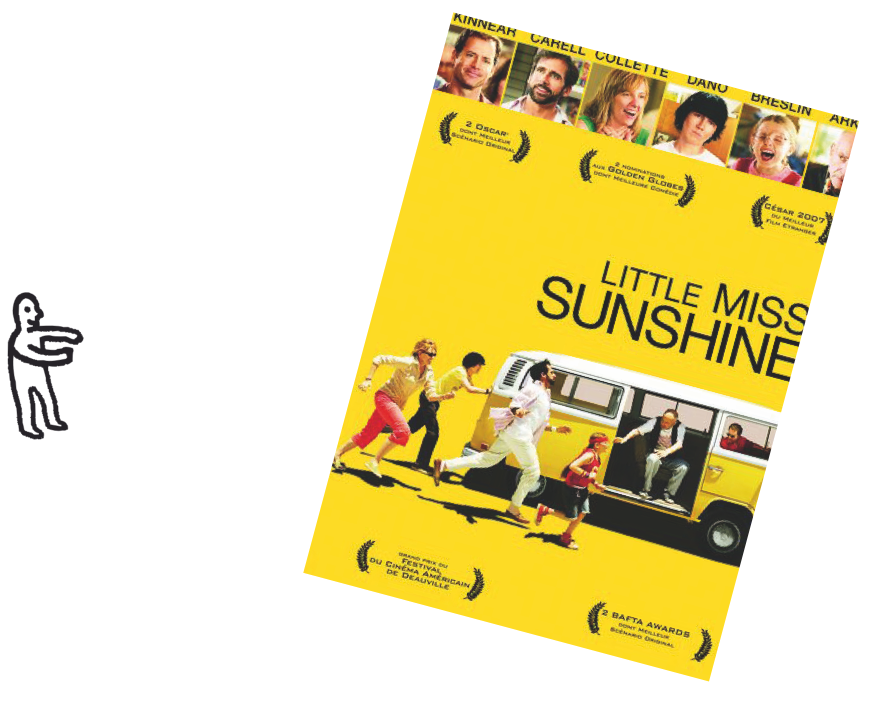 KINNEAR CARELL COLLETTE DANO BRESLIN ARK
2 OSCAR
DONT MEILLEUR
SCÉNARIO ORIGINAL
2 NOMINATIONS
AUX GOLDEN GLOBES
DONT MEILLEURE COMÉDIE
CÉSAR 2007
DU MEILLEUR
FILM ETRANGER
LITTLE MISS
SUNSHINE
GRAND PRIX DU
FESTIVAL
DU CINÉMA AMÉRICAIN
DE DEAUVILLE
2 BAFTA AWARDS
DONT MEILLEUR
SCÉNARIO ORIGINAL